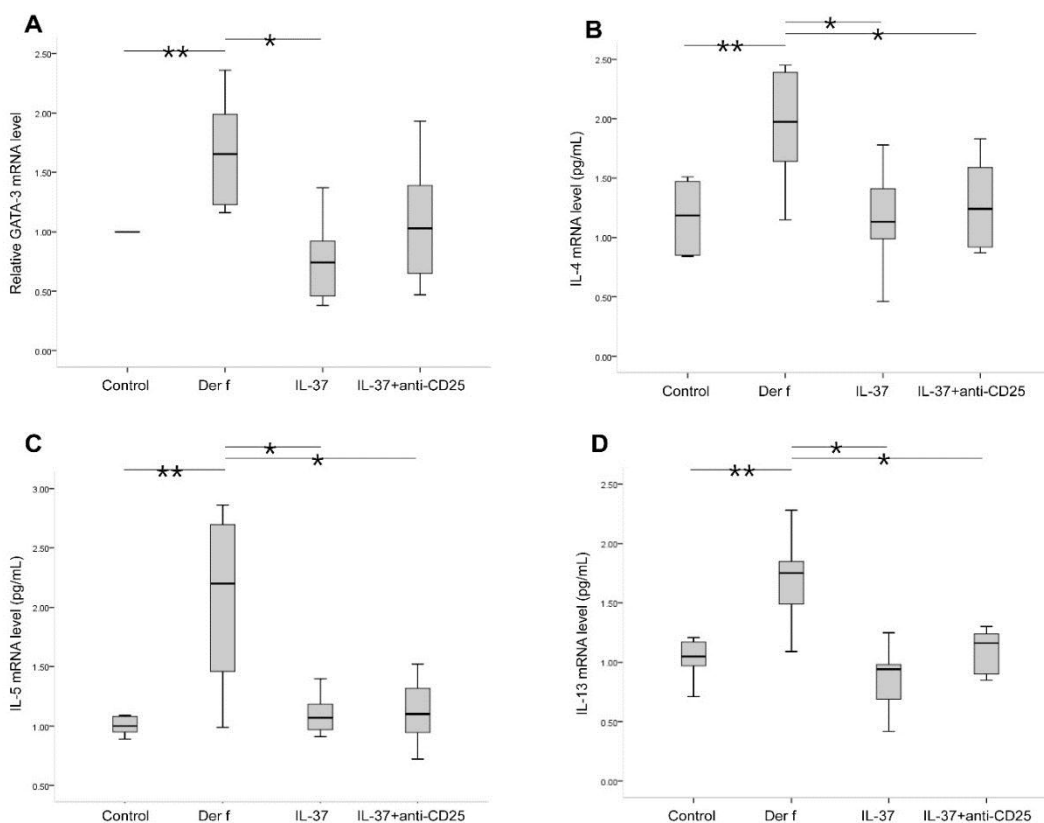 A
** *
Relative GATA-3 mRNA level
2.50
2.00
1.50
1.00
0.50
0.00
Control Der f IL-37 IL-37+anti-CD25
B
*
** *
IL-4 mRNA level (pg/mL)
2.50
2.00
1.50
1.00
0.50
0.00
Control Der f IL-37 IL-37+anti-CD25
C
*
** *
IL-5 mRNA level (pg/mL)
3.00
2.50
2.00
1.50
1.00
0.50
Control Der f IL-37 IL-37+anti-CD25
D
*
** *
IL-13 mRNA level (pg/mL)
2.50
2.00
1.50
1.00
0.50
0.00
Control Der f IL-37 IL-37+anti-CD25